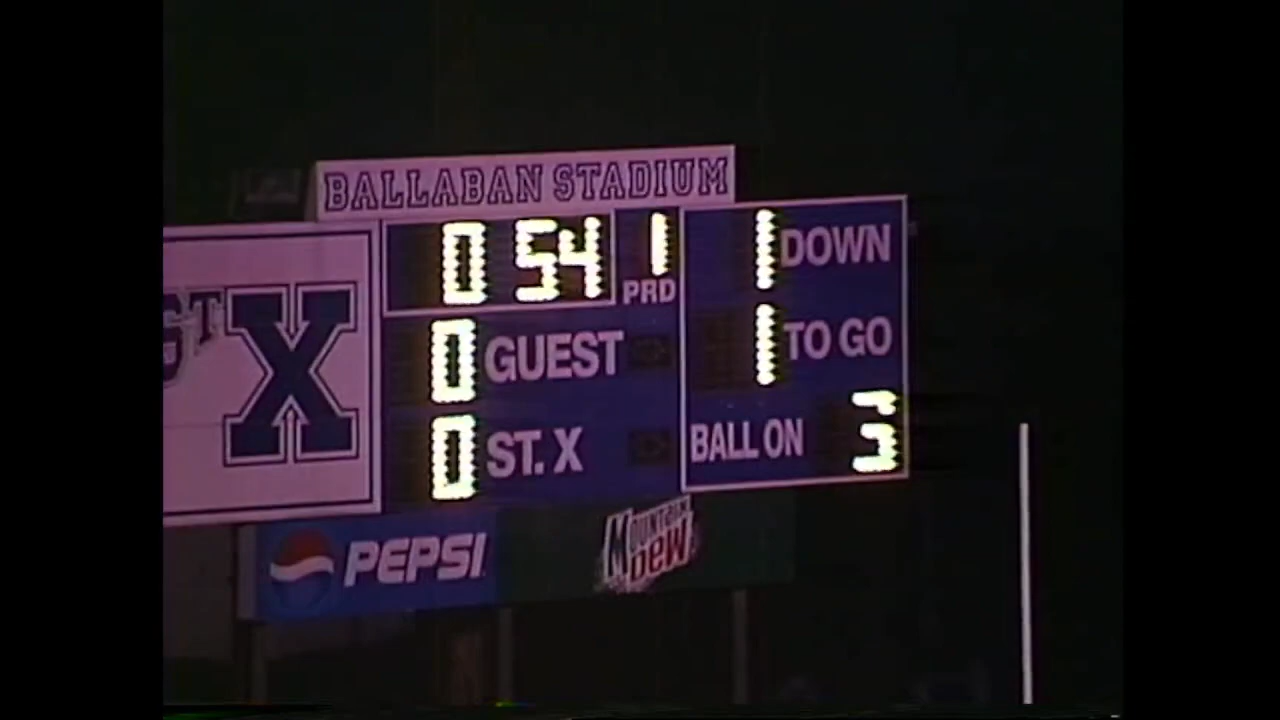 BALLABAN STADIUM
0 54 1 PRD
1 DOWN
ST X
0 GUEST
1 TO GO
0 ST. X
BALL ON
PEPSI
MOUNTAIN DEW